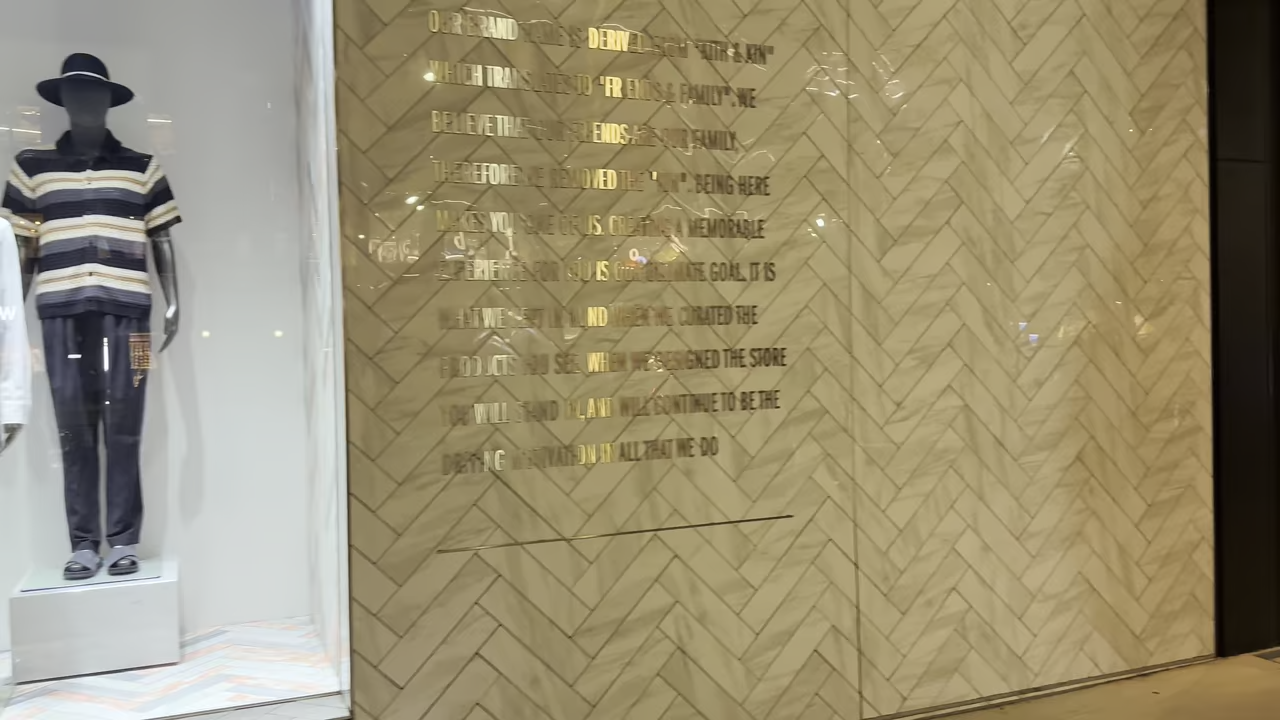 OUR BRAND NAME IS DERIVED FROM "KITH & KIN"
WHICH TRANSLATES TO "FRIENDS & FAMILY". WE
BELIEVE THAT OUR FRIENDS ARE OUR FAMILY,
THEREFORE WE REMOVED THE "KIN". BEING HERE
MAKES YOU ONE OF US. CREATING A MEMORABLE
EXPERIENCE FOR YOU IS OUR ULTIMATE GOAL. IT IS
WHAT WE KEPT IN MIND WHEN WE CURATED THE
PRODUCTS YOU SEE, WHEN WE DESIGNED THE STORE
YOU WILL STAND IN, AND WILL CONTINUE TO BE THE
DRIVING MOTIVATION IN ALL THAT WE DO